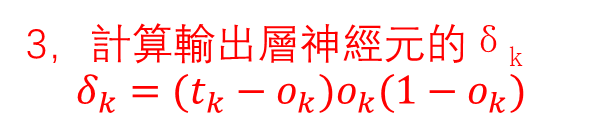 3, 計算輸出層神經元的 δ k
δₖ = (tₖ − oₖ)oₖ(1 − oₖ)